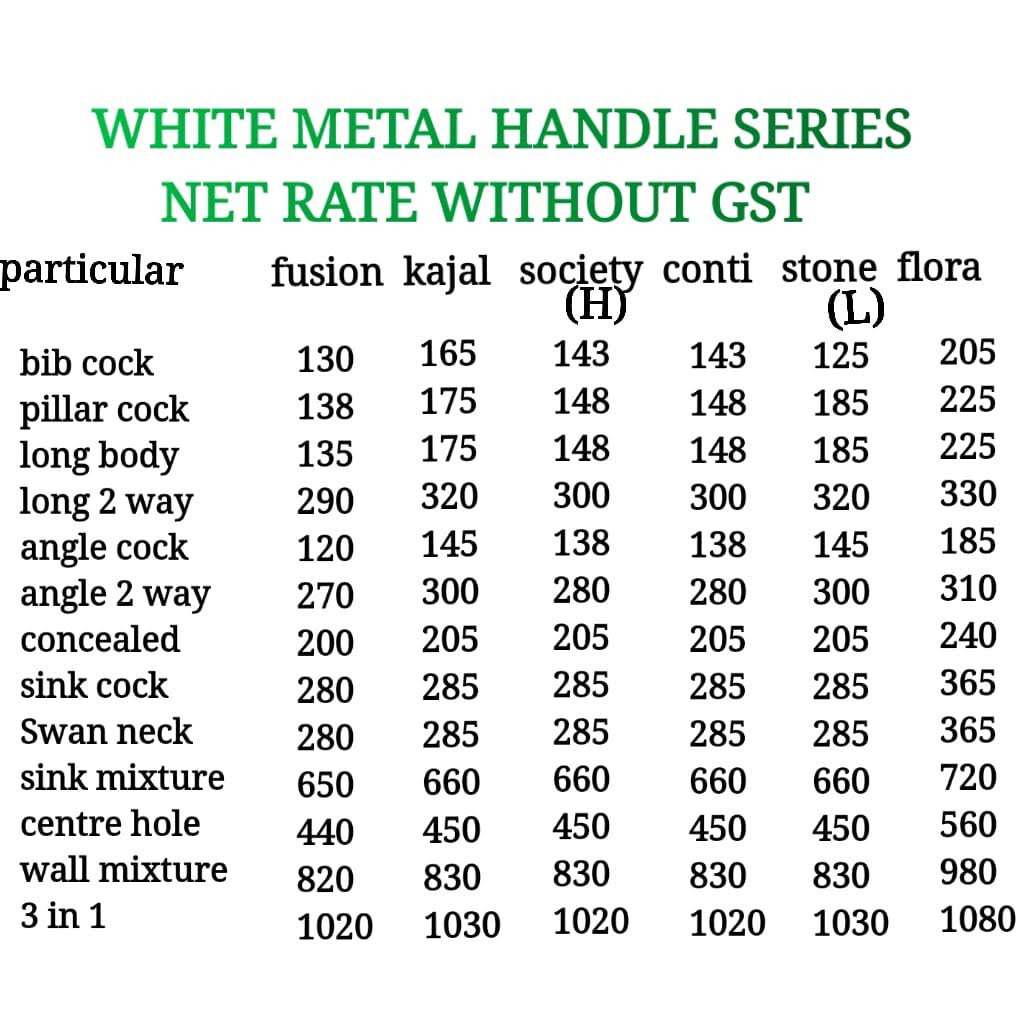 WHITE METAL HANDLE SERIES
NET RATE WITHOUT GST
particular fusion kajal society conti stone flora
(H) (L)
bib cock 130 165 143 143 125 205
pillar cock 138 175 148 148 185 225
long body 135 175 148 148 185 225
long 2 way 290 320 300 300 320 330
angle cock 120 145 138 138 145 185
angle 2 way 270 300 280 280 300 310
concealed 200 205 205 205 205 240
sink cock 280 285 285 285 285 365
Swan neck 280 285 285 285 285 365
sink mixture 650 660 660 660 660 720
centre hole 440 450 450 450 450 560
wall mixture 820 830 830 830 830 980
3 in 1 1020 1030 1020 1020 1030 1080